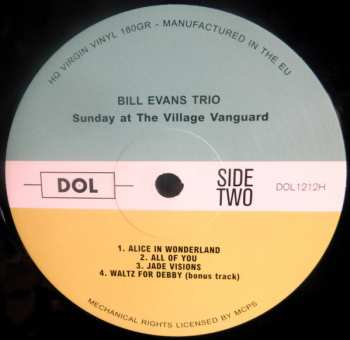 HQ VIRGIN VINYL 180GR - MANUFACTURED IN THE EU
BILL EVANS TRIO
Sunday at The Village Vanguard
DOL
SIDE
TWO
DOL1212H
1. ALICE IN WONDERLAND
2. ALL OF YOU
3. JADE VISIONS
4. WALTZ FOR DEBBY (bonus track)
MECHANICAL RIGHTS LICENSED BY MCPS